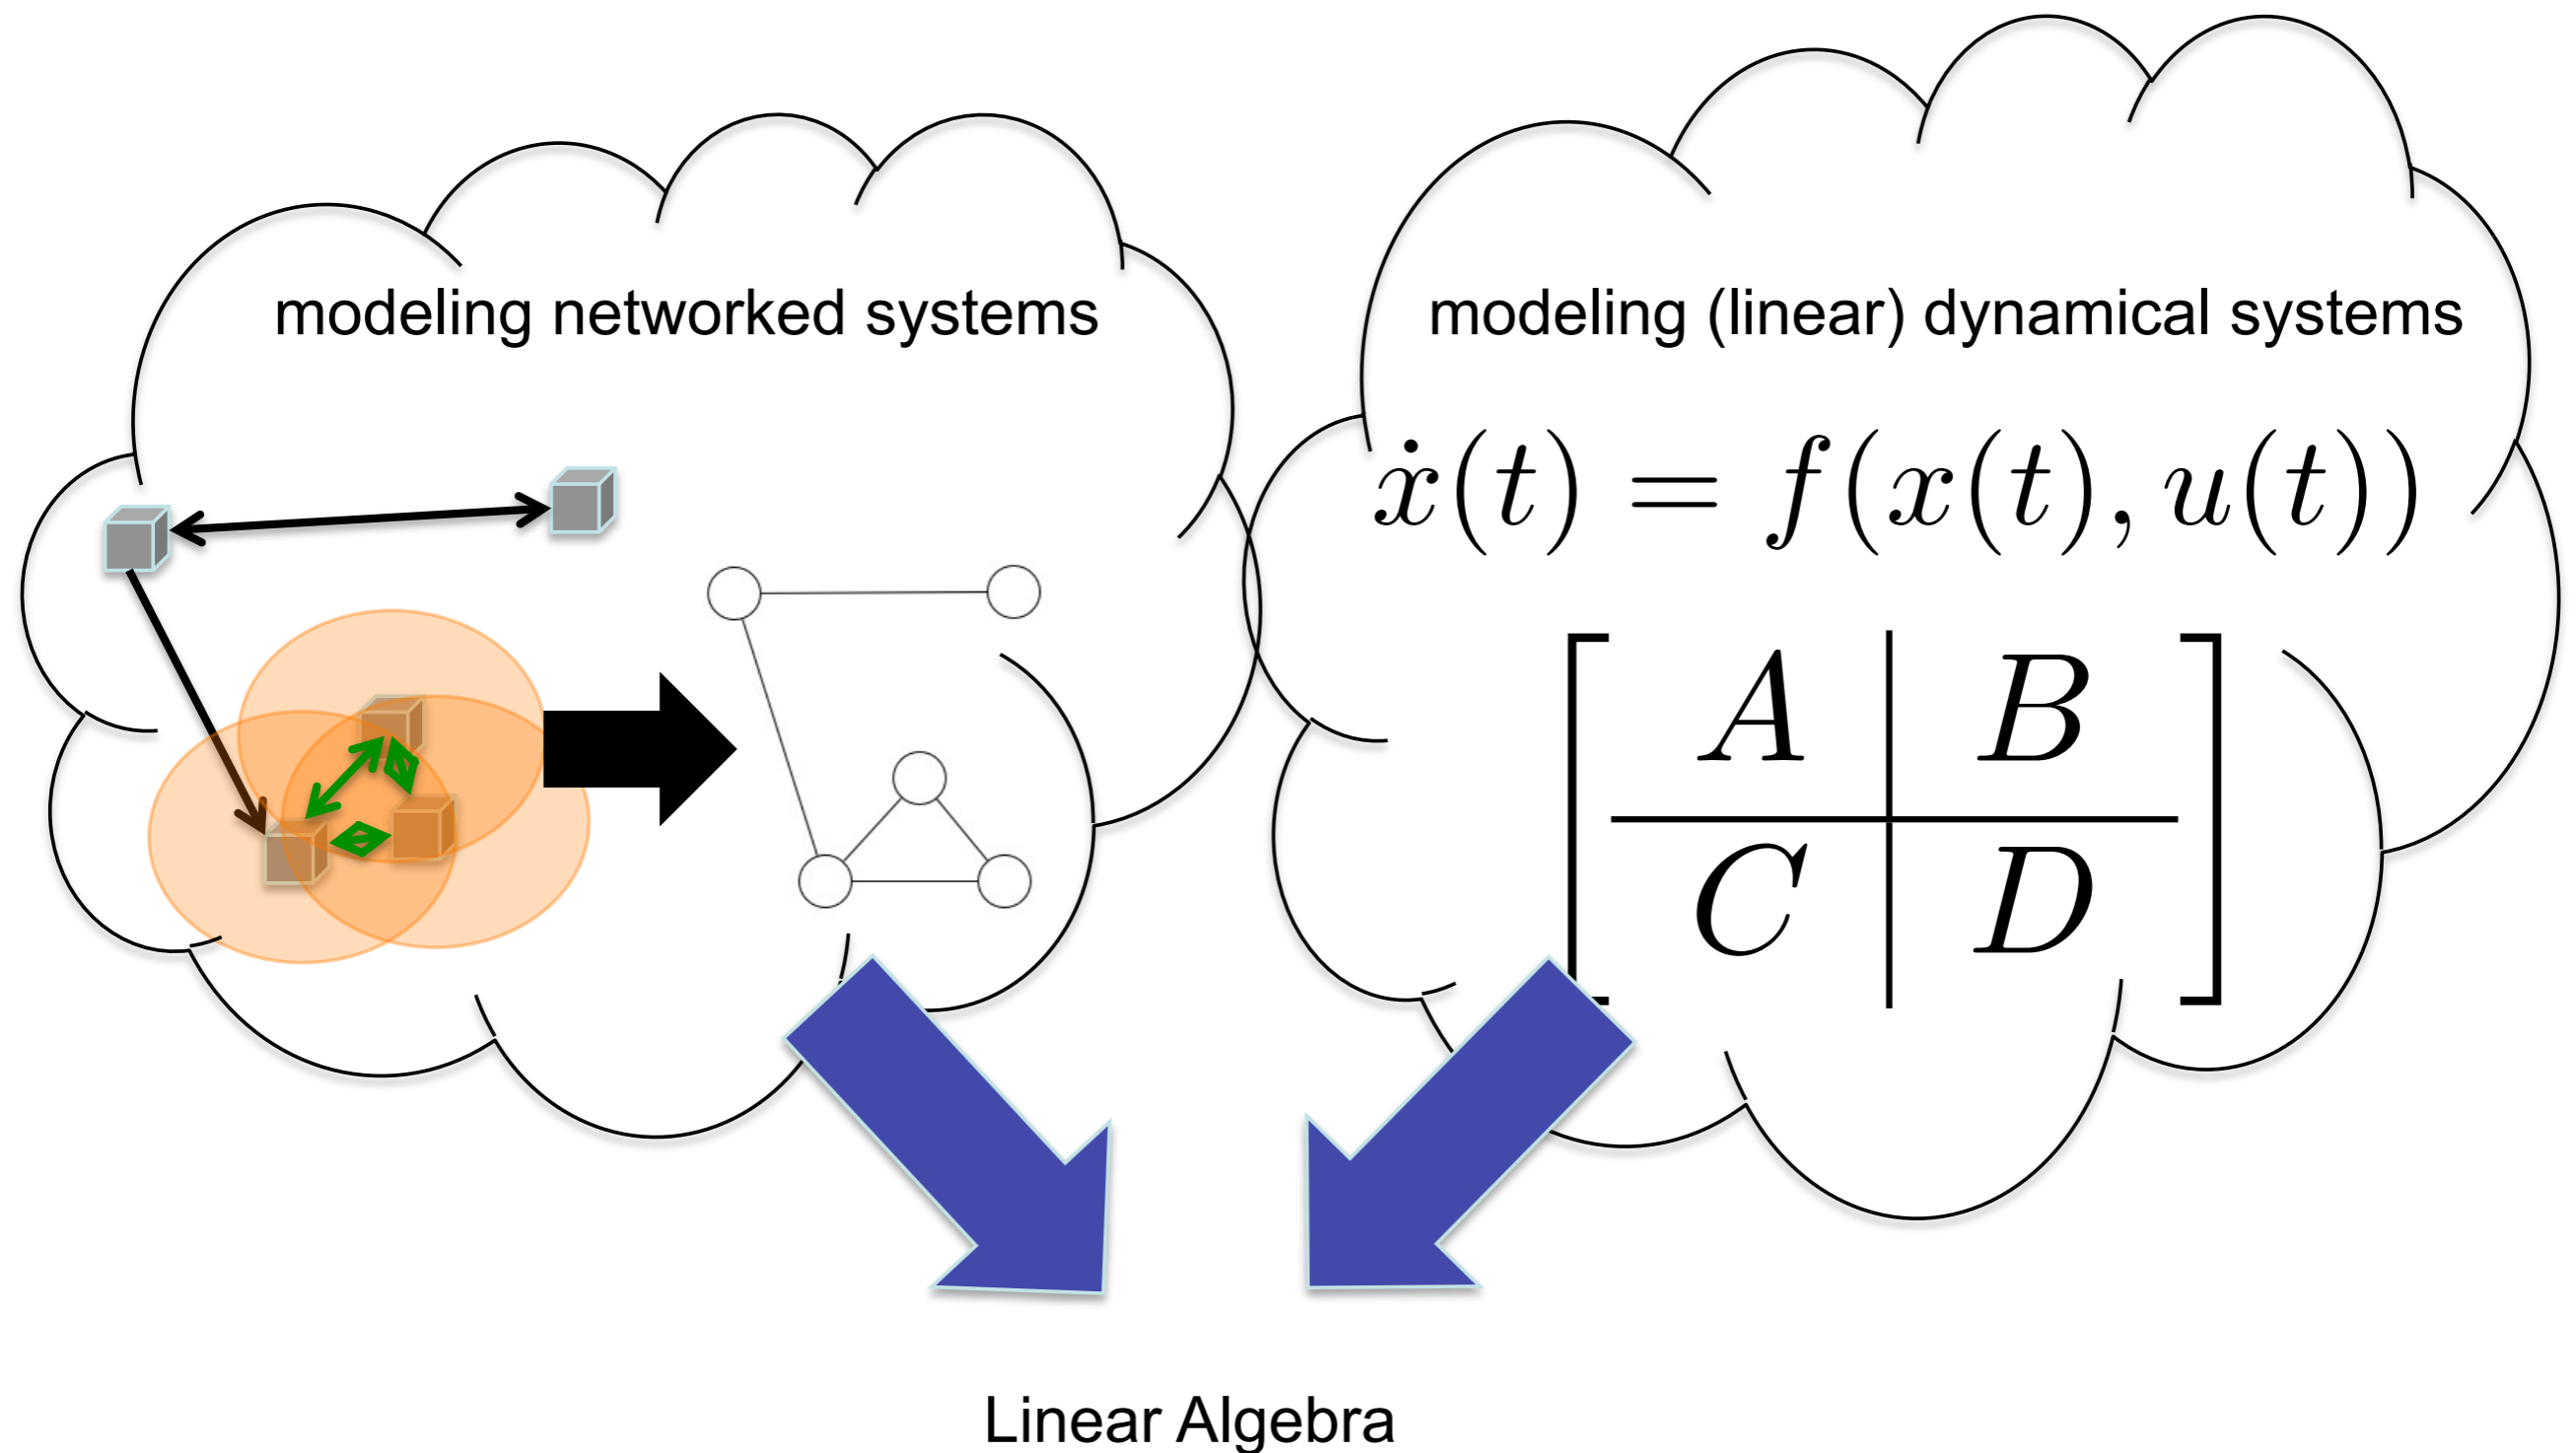 modeling networked systems
modeling (linear) dynamical systems
ẋ(t) = f(x(t), u(t))
A B
C D
Linear Algebra